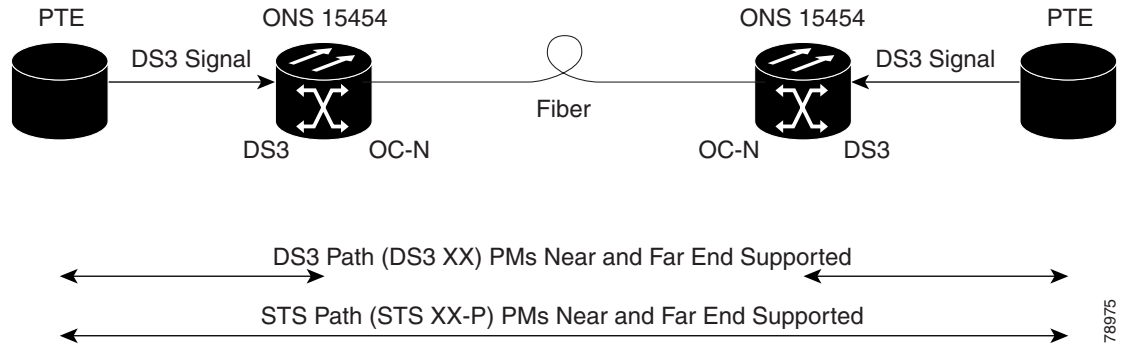 PTE
ONS 15454
ONS 15454
PTE
DS3 Signal
DS3 Signal
Fiber
DS3
OC-N
OC-N
DS3
DS3 Path (DS3 XX) PMs Near and Far End Supported
STS Path (STS XX-P) PMs Near and Far End Supported
78975